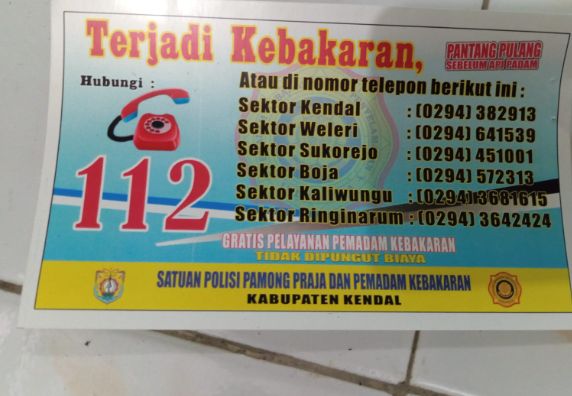 Terjadi Kebakaran,
PANTANG PULANG
SEBELUM API PADAM
Hubungi :
112
Atau di nomor telepon berikut ini :
Sektor Kendal : (0294) 382913
Sektor Weleri : (0294) 641539
Sektor Sukorejo : (0294) 451001
Sektor Boja : (0294) 572313
Sektor Kaliwungu : (0294) 3681615
Sektor Ringinarum : (0294) 3642424
GRATIS PELAYANAN PEMADAM KEBAKARAN
TIDAK DIPUNGUT BIAYA
SATUAN POLISI PAMONG PRAJA DAN PEMADAM KEBAKARAN
KABUPATEN KENDAL